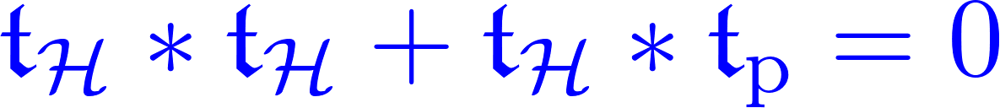 𝔱_ℋ ∗ 𝔱_ℋ + 𝔱_ℋ ∗ 𝔱_p = 0